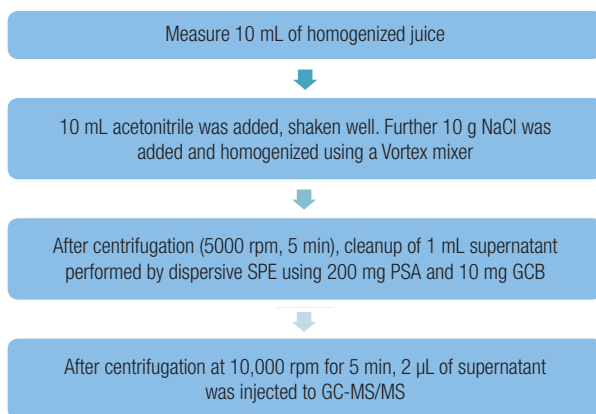 Measure 10 mL of homogenized juice
10 mL acetonitrile was added, shaken well. Further 10 g NaCl was
added and homogenized using a Vortex mixer
After centrifugation (5000 rpm, 5 min), cleanup of 1 mL supernatant
performed by dispersive SPE using 200 mg PSA and 10 mg GCB
After centrifugation at 10,000 rpm for 5 min, 2 µL of supernatant
was injected to GC-MS/MS